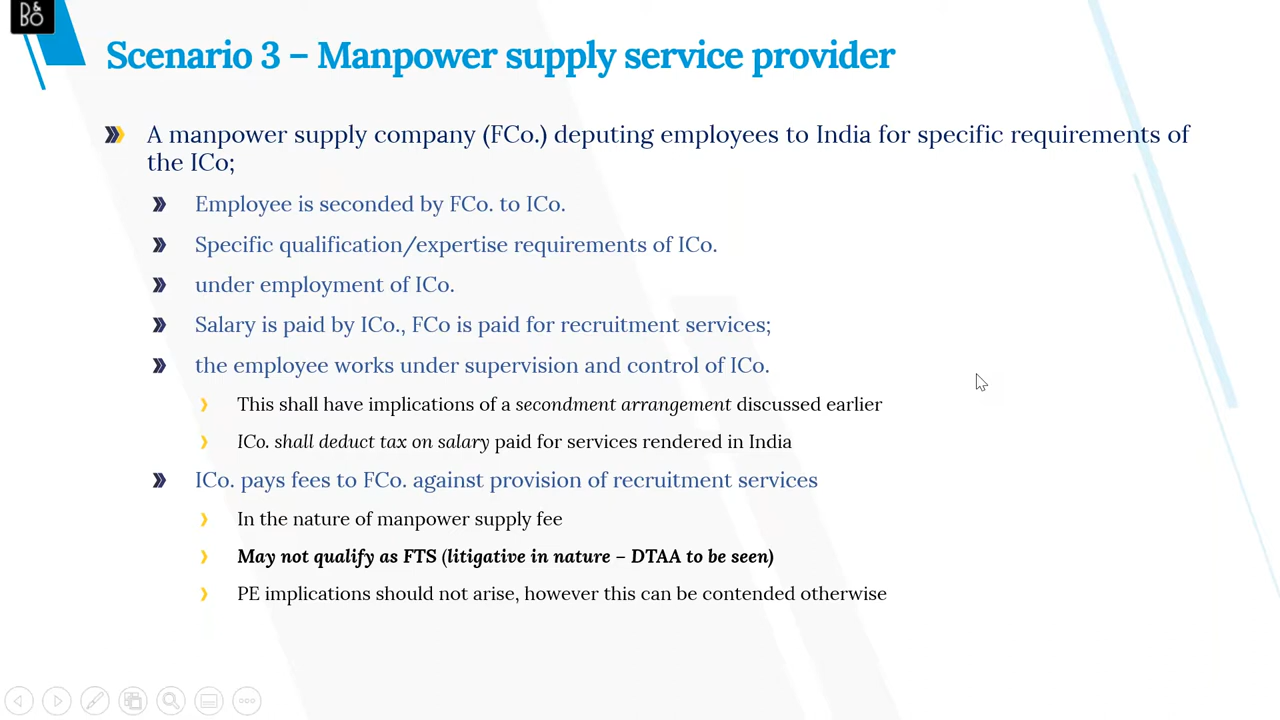 B&BO
Scenario 3 – Manpower supply service provider
A manpower supply company (FCo.) deputing employees to India for specific requirements of
the ICo;
Employee is seconded by FCo. to ICo.
Specific qualification/expertise requirements of ICo.
under employment of ICo.
Salary is paid by ICo., FCo is paid for recruitment services;
the employee works under supervision and control of ICo.
This shall have implications of a secondment arrangement discussed earlier
ICo. shall deduct tax on salary paid for services rendered in India
ICo. pays fees to FCo. against provision of recruitment services
In the nature of manpower supply fee
May not qualify as FTS (litigative in nature – DTAA to be seen)
PE implications should not arise, however this can be contended otherwise